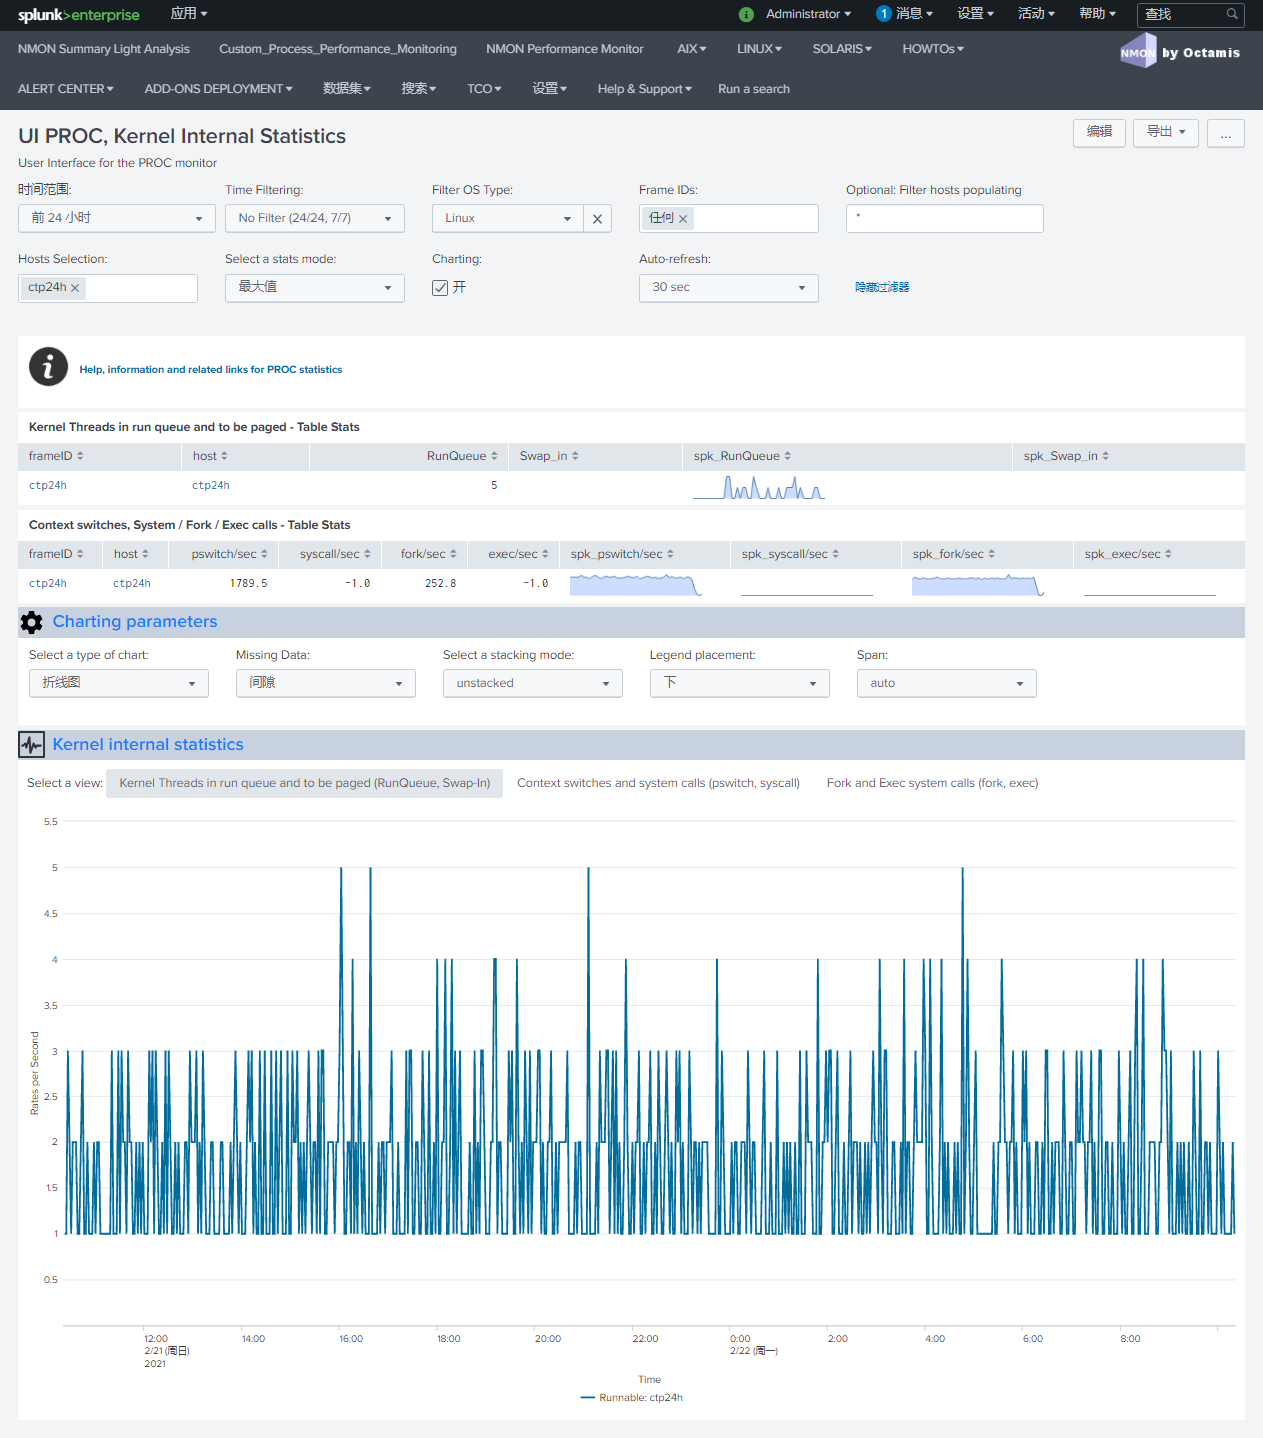 splunk>enterprise 应用 i Administrator 1 消息 设置 活动 帮助 查找
NMON Summary Light Analysis Custom_Process_Performance_Monitoring NMON Performance Monitor AIX LINUX SOLARIS HOWTOs NMON by Octamis
ALERT CENTER ADD-ONS DEPLOYMENT 数据集 搜索 TCO 设置 Help & Support Run a search
UI PROC, Kernel Internal Statistics 编辑 导出 ...
User Interface for the PROC monitor
时间范围: Time Filtering: Filter OS Type: Frame IDs: Optional: Filter hosts populating
前 24 小时 No Filter (24/24, 7/7) Linux 任何 *
Hosts Selection: Select a stats mode: Charting: Auto-refresh:
ctp24h 最大值 开 30 sec 隐藏过滤器
Help, information and related links for PROC statistics
Kernel Threads in run queue and to be paged - Table Stats
frameID host RunQueue Swap_in spk_RunQueue spk_Swap_in
ctp24h ctp24h 5
Context switches, System / Fork / Exec calls - Table Stats
frameID host pswitch/sec syscall/sec fork/sec exec/sec spk_pswitch/sec spk_syscall/sec spk_fork/sec spk_exec/sec
ctp24h ctp24h 1789.5 -1.0 252.8 -1.0
Charting parameters
Select a type of chart: Missing Data: Select a stacking mode: Legend placement: Span:
折线图 间隙 unstacked 下 auto
Kernel internal statistics
Select a view: Kernel Threads in run queue and to be paged (RunQueue, Swap-In) Context switches and system calls (pswitch, syscall) Fork and Exec system calls (fork, exec)
5.5
5
4.5
4
3.5
3
2.5
2
1.5
1
0.5
Rates per Second
12:00 14:00 16:00 18:00 20:00 22:00 0:00 2:00 4:00 6:00 8:00
2/21 (周日) 2/22 (周一)
2021
Time
Runnable: ctp24h